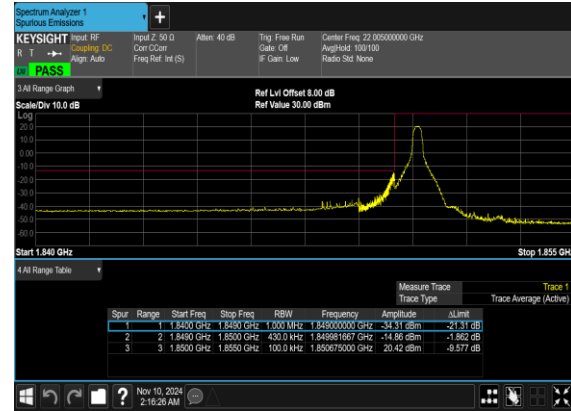 Spectrum Analyzer 1
Spurious Emissions
KEYSIGHT Input: RF Input Z: 50 Ω Atten: 40 dB Trig: Free Run Center Freq: 22.005000000 GHz
R T Coupling: DC Corr CCorr Gate: Off Avg|Hold: 100/100
Align: Auto Freq Ref: Int (S) IF Gain: Low Radio Std: None
PASS
3 All Range Graph Ref Lvl Offset 8.00 dB
Scale/Div 10.0 dB Ref Value 30.00 dBm
Log
20.0
10.0
0.00
-10.0
-20.0
-30.0
-40.0
-50.0
-60.0
Start 1.840 GHz Stop 1.855 GH
4 All Range Table
Measure Trace Trace 1
Trace Type Trace Average (Active)
Spur Range Start Freq Stop Freq RBW Frequency Amplitude ΔLimit
1 1 1.8400 GHz 1.8490 GHz 1.000 MHz 1.849000000 GHz -34.31 dBm -21.31 dB
2 2 1.8490 GHz 1.8500 GHz 430.0 kHz 1.849981667 GHz -14.86 dBm -1.862 dB
3 3 1.8500 GHz 1.8550 GHz 100.0 kHz 1.850675000 GHz 20.42 dBm -9.577 dB
? Nov 10, 2024
2:16:26 AM